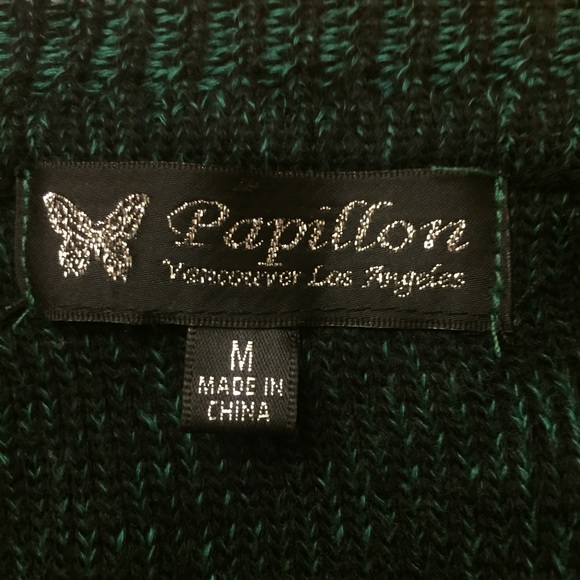 Papillon
Vancouver Los Angeles
M
MADE IN
CHINA